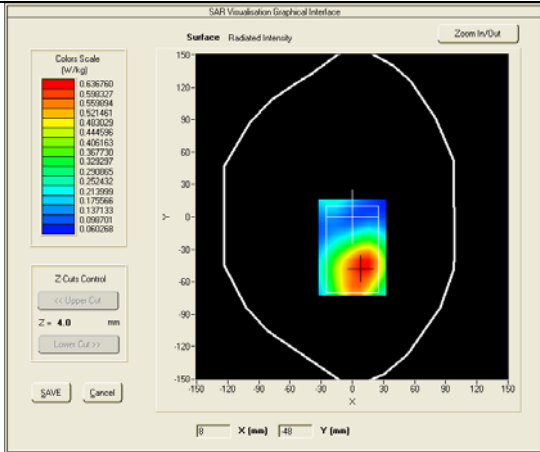 SAR Visualisation Graphical Interface
Surface Radiated Intensity
Zoom In/Out
Colors Scale
(W/kg)
0.636760
0.598327
0.559894
0.521461
0.483029
0.444596
0.406163
0.367730
0.329297
0.290865
0.252432
0.213999
0.175566
0.137133
0.098701
0.060268
Z Cuts Control
<< Upper Cut
Z = 4.0 mm
Lower Cut >>
SAVE Cancel
150-
120-
90-
60-
30-
0-
-30-
-60-
-90-
-120-
-150-
Y
-150 -120 -90 -60 -30 0 30 60 90 120 150
X
8 X (mm) -48 Y (mm)